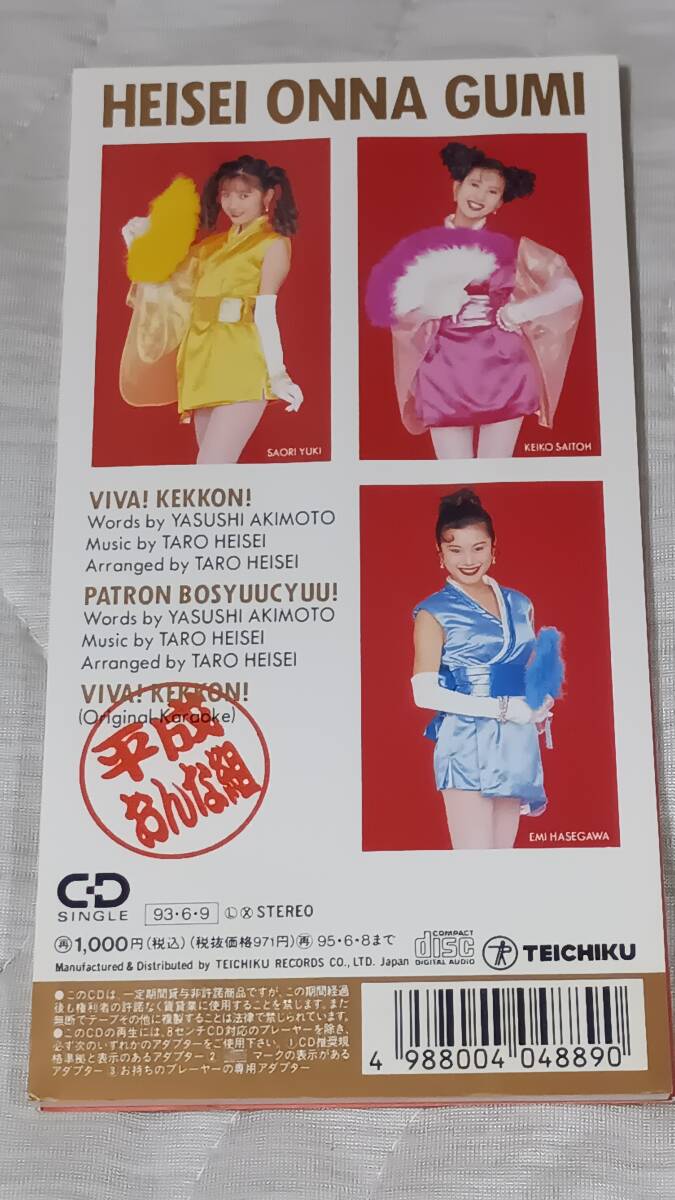 HEISEI ONNA GUMI
SAORI YUKI
KEIKO SAITOH
VIVA! KEKKON!
Words by YASUSHI AKIMOTO
Music by TARO HEISEI
Arranged by TARO HEISEI
PATRON BOSYUUCYUU!
Words by YASUSHI AKIMOTO
Music by TARO HEISEI
Arranged by TARO HEISEI
VIVA! KEKKON!
(Original Karaoke)
平成
おんな組
EMI HASEGAWA
CD
SINGLE
93・6・9 Ⓛ Ⓧ STEREO
再 1,000円(税込) (税抜価格971円) 再 95・6・8まで
COMPACT
disc
DIGITAL AUDIO
TEICHIKU
Manufactured & Distributed by TEICHIKU RECORDS CO., LTD. Japan
●このCDは、一定期間貸与非許諾商品ですが、この期間経過
後も権利者の許諾なく賃貸業に使用することを禁じます。また
無断でテープその他に複製することは法律で禁じられています。
●このCDの再生には、8センチCD対応のプレーヤーを除き、
必ず次のいずれかのアダプターをご使用下さい。1 CD推奨規
格準拠と表示のあるアダプター 2 マークの表示がある
アダプター 3 お持ちのプレーヤーの専用アダプター
4 988004 048890